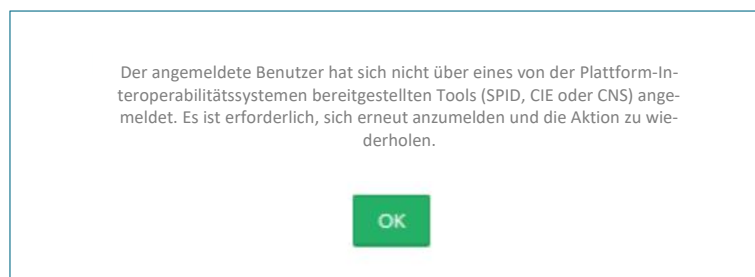 Der angemeldete Benutzer hat sich nicht über eines von der Plattform-In-
teroperabilitätssystemen bereitgestellten Tools (SPID, CIE oder CNS) ange-
meldet. Es ist erforderlich, sich erneut anzumelden und die Aktion zu wie-
derholen.
OK